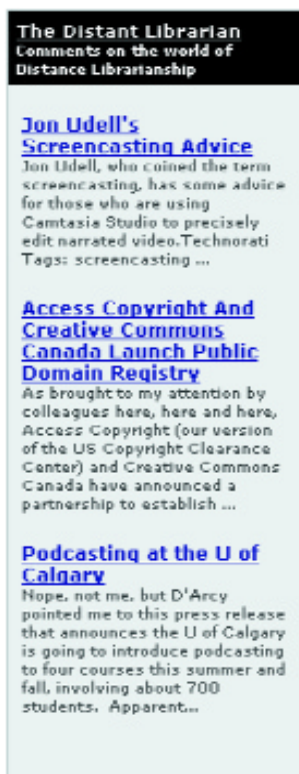 The Distant Librarian
Comments on the world of
Distance Librarianship
Jon Udell's
Screencasting Advice
Jon Udell, who coined the term
screencasting, has some advice
for those who are using
Camtasia Studio to precisely
edit narrated video.Technorati
Tags: screencasting ...
Access Copyright And
Creative Commons
Canada Launch Public
Domain Registry
As brought to my attention by
colleagues here, here and here,
Access Copyright (our version
of the US Copyright Clearance
Center) and Creative Commons
Canada have announced a
partnership to establish ...
Podcasting at the U of
Calgary
Nope, not me, but D'Arcy
pointed me to this press release
that announces the U of Calgary
is going to introduce podcasting
to four courses this summer and
fall, involving about 700
students. Apparent...